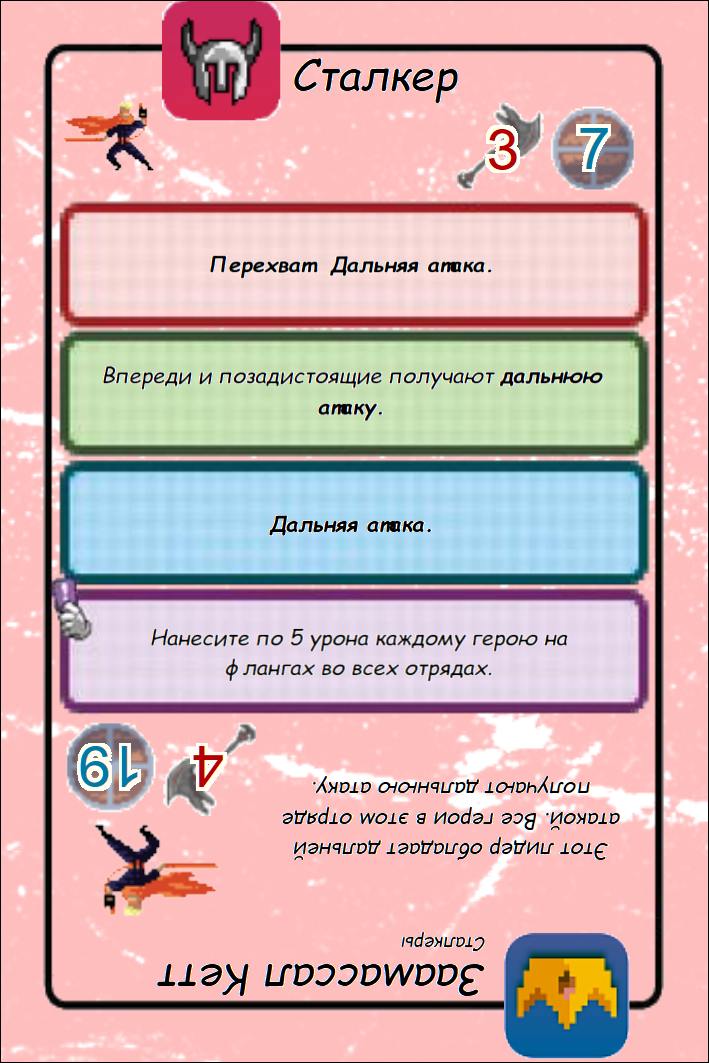 Сталкер
3 7
Перехват Дальняя атака.
Впереди и позадистоящие получают дальнюю
атаку.
Дальняя атака.
Нанесите по 5 урона каждому герою на
флангах во всех отрядах.
Заамассал Кетт
Сталкеры
Этот лидер обладает дальней
атакой. Все герои в этом отряде
получают дальнюю атаку.
4 19